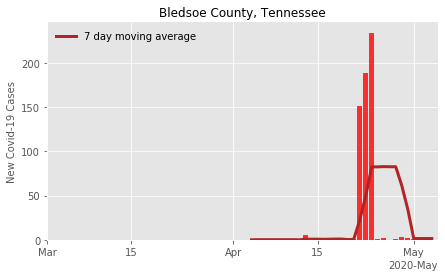 Bledsoe County, Tennessee
7 day moving average
New Covid-19 Cases
200
150
100
50
0
Mar
15
Apr
15
May
2020-May